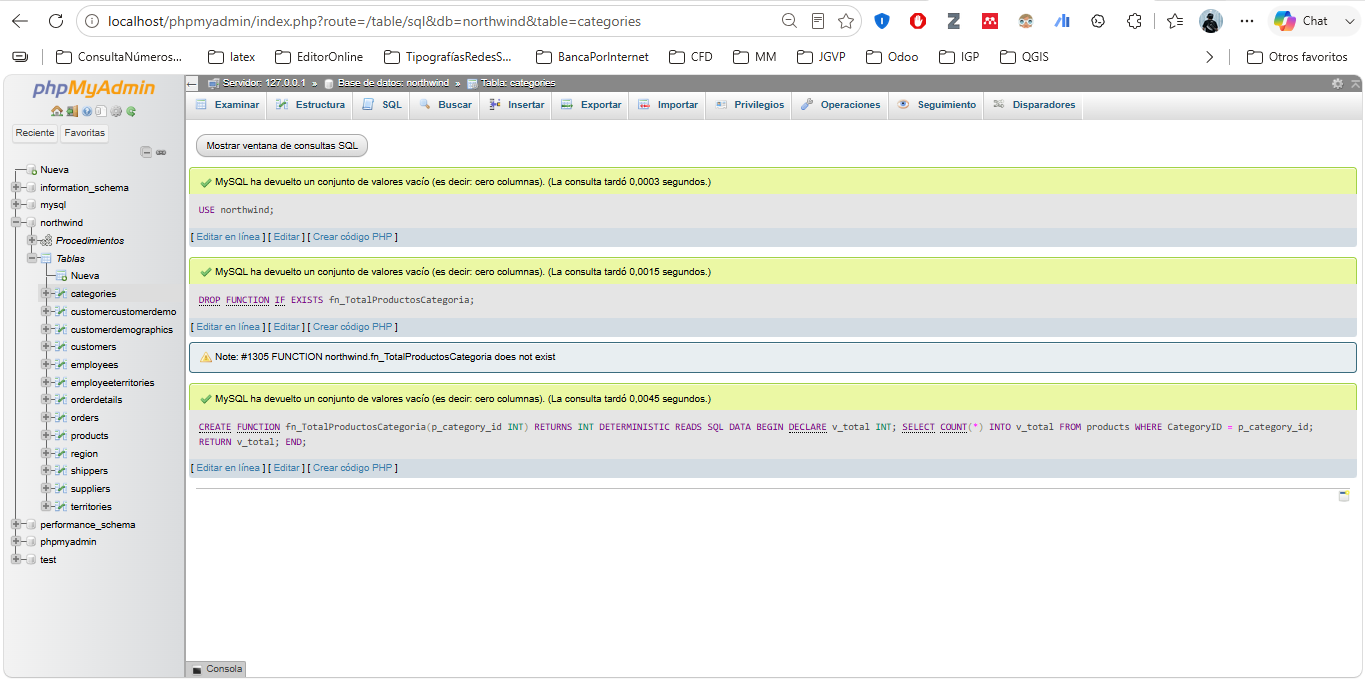 localhost/phpmyadmin/index.php?route=/table/sql&db=northwind&table=categories
Chat
ConsultaNúmeros...
latex
EditorOnline
TipografíasRedesS...
BancaPorInternet
CFD
MM
JGVP
Odoo
IGP
QGIS
Otros favoritos
phpMyAdmin
Reciente
Favoritas
Nueva
information_schema
mysql
northwind
Procedimientos
Tablas
Nueva
categories
customercustomerdemo
customerdemographics
customers
employees
employeeterritories
orderdetails
orders
products
region
shippers
suppliers
territories
performance_schema
phpmyadmin
test
Servidor: 127.0.0.1 » Base de datos: northwind » Tabla: categories
Examinar
Estructura
SQL
Buscar
Insertar
Exportar
Importar
Privilegios
Operaciones
Seguimiento
Disparadores
Mostrar ventana de consultas SQL
MySQL ha devuelto un conjunto de valores vacío (es decir: cero columnas). (La consulta tardó 0,0003 segundos.)
USE northwind;
[ Editar en línea ] [ Editar ] [ Crear código PHP ]
MySQL ha devuelto un conjunto de valores vacío (es decir: cero columnas). (La consulta tardó 0,0015 segundos.)
DROP FUNCTION IF EXISTS fn_TotalProductosCategoria;
[ Editar en línea ] [ Editar ] [ Crear código PHP ]
Note: #1305 FUNCTION northwind.fn_TotalProductosCategoria does not exist
MySQL ha devuelto un conjunto de valores vacío (es decir: cero columnas). (La consulta tardó 0,0045 segundos.)
CREATE FUNCTION fn_TotalProductosCategoria(p_category_id INT) RETURNS INT DETERMINISTIC READS SQL DATA BEGIN DECLARE v_total INT; SELECT COUNT(*) INTO v_total FROM products WHERE CategoryID = p_category_id;
RETURN v_total; END;
[ Editar en línea ] [ Editar ] [ Crear código PHP ]
Consola